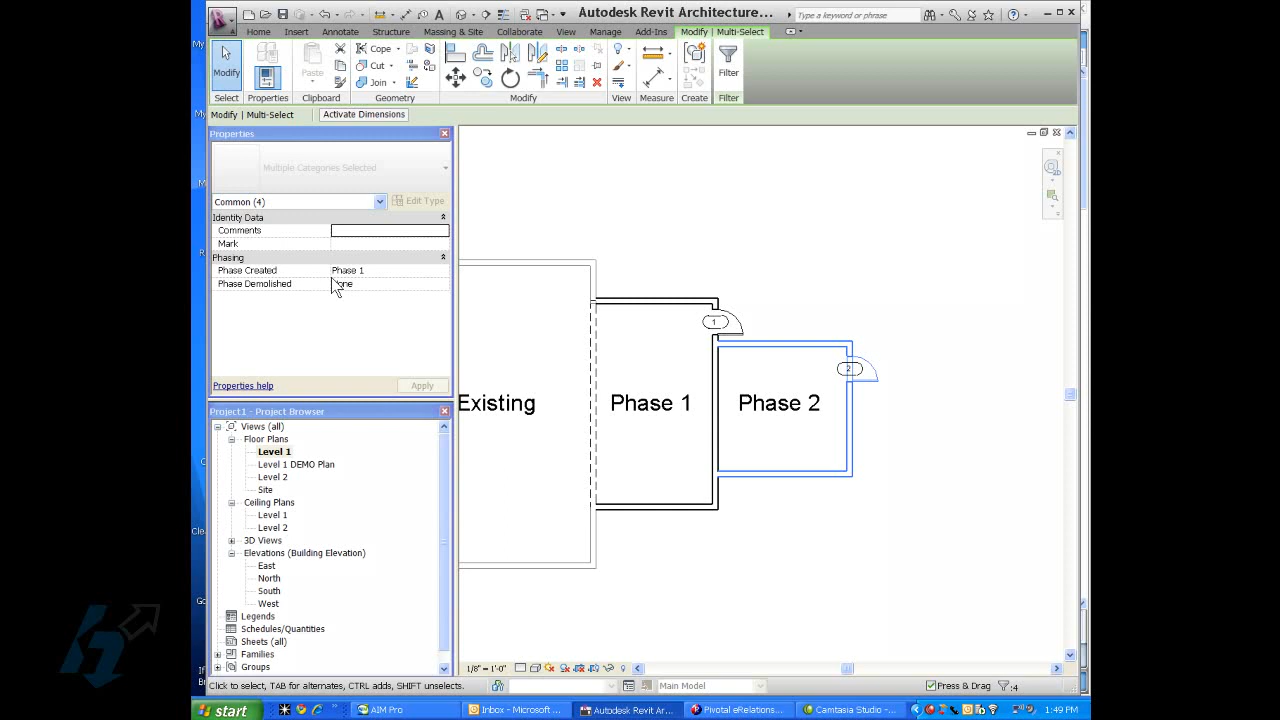 Autodesk Revit Architecture...
Type a keyword or phrase
Home Insert Annotate Structure Massing & Site Collaborate View Manage Add-Ins Modify | Multi-Select
Modify
Paste
Cope
Cut
Join
Filter
Select Properties Clipboard Geometry Modify View Measure Create Filter
Modify | Multi-Select
Activate Dimensions
Properties
Multiple Categories Selected
Common (4)
Edit Type
Identity Data
Comments
Mark
Phasing
Phase Created Phase 1
Phase Demolished
Properties help
Apply
Project1 - Project Browser
Views (all)
Floor Plans
Level 1
Level 1 DEMO Plan
Level 2
Site
Ceiling Plans
Level 1
Level 2
3D Views
Elevations (Building Elevation)
East
North
South
West
Legends
Schedules/Quantities
Sheets (all)
Families
Groups
Existing
Phase 1
Phase 2
1
2
1/8" = 1'-0"
Click to select, TAB for alternates, CTRL adds, SHIFT unselects.
Main Model
Press & Drag
:4
start
AIM Pro
Inbox - Microsoft ...
Autodesk Revit Ar...
Pivotal eRelations...
Camtasia Studio -...
1:49 PM